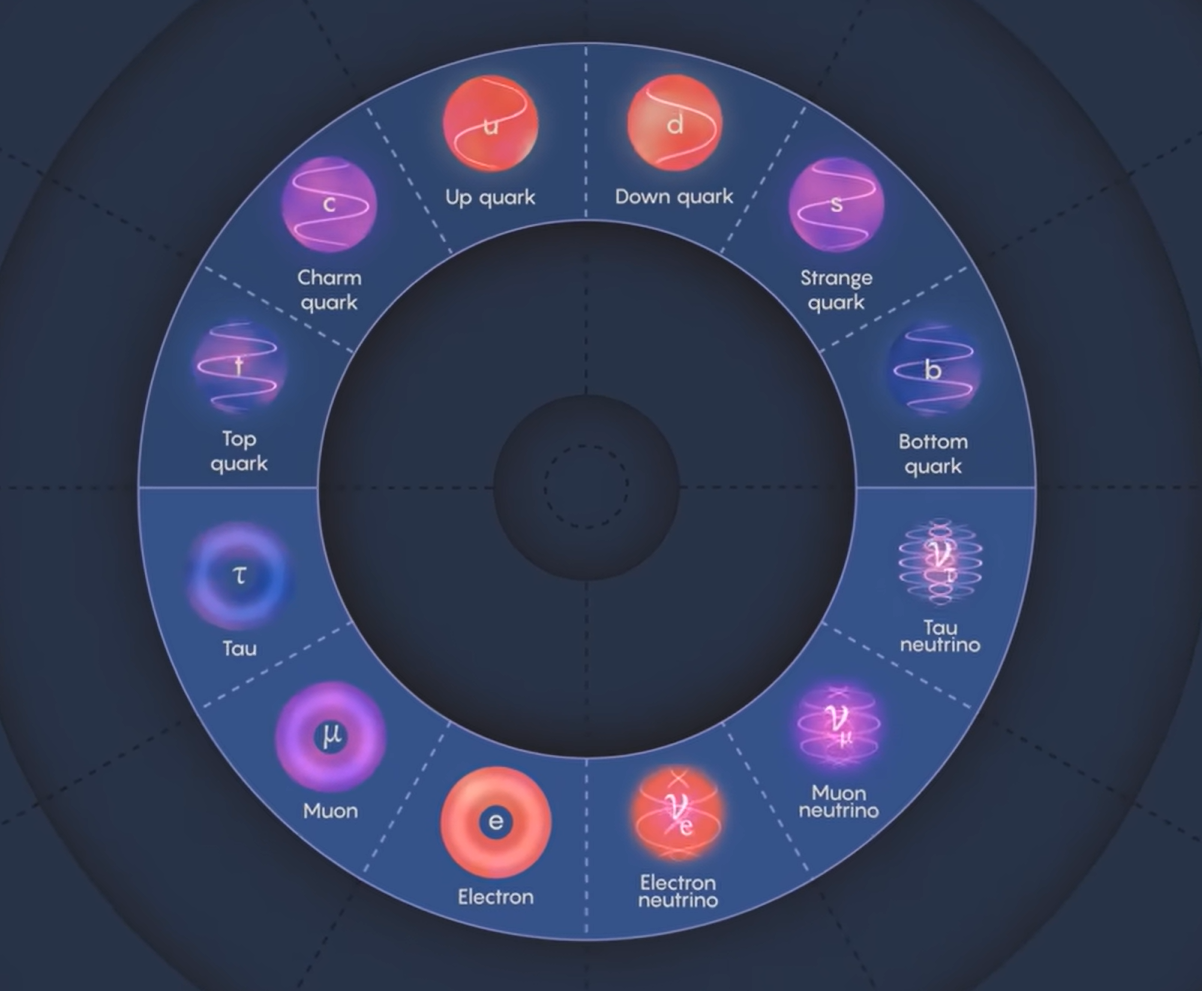 u
Up quark
d
Down quark
c
Charm
quark
s
Strange
quark
t
Top
quark
b
Bottom
quark
τ
Tau
ντ
Tau
neutrino
μ
Muon
νμ
Muon
neutrino
e
Electron
νe
Electron
neutrino